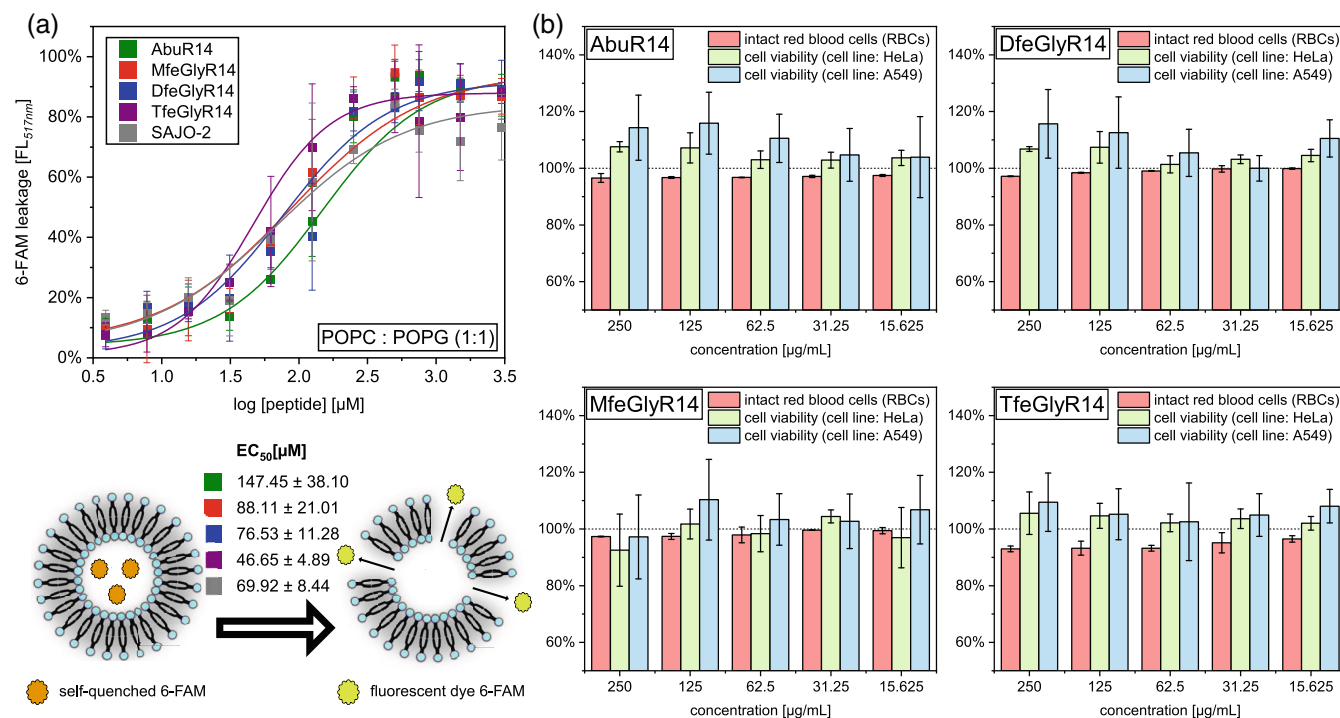 (a)
100%
80%
60%
40%
20%
0%
6-FAM leakage [FL517nm]
AbuR14
MfeGlyR14
DfeGlyR14
TfeGlyR14
SAJO-2
POPC : POPG (1:1)
0.5 1.0 1.5 2.0 2.5 3.0 3.5
log [peptide] [µM]
EC50[µM]
147.45 ± 38.10
88.11 ± 21.01
76.53 ± 11.28
46.65 ± 4.89
69.92 ± 8.44
self-quenched 6-FAM
fluorescent dye 6-FAM
(b)
AbuR14
intact red blood cells (RBCs)
cell viability (cell line: HeLa)
cell viability (cell line: A549)
140%
120%
100%
80%
60%
250 125 62.5 31.25 15.625
concentration [µg/mL]
DfeGlyR14
intact red blood cells (RBCs)
cell viability (cell line: HeLa)
cell viability (cell line: A549)
140%
120%
100%
80%
60%
250 125 62.5 31.25 15.625
concentration [µg/mL]
MfeGlyR14
intact red blood cells (RBCs)
cell viability (cell line: HeLa)
cell viability (cell line: A549)
140%
120%
100%
80%
60%
250 125 62.5 31.25 15.625
concentration [µg/mL]
TfeGlyR14
intact red blood cells (RBCs)
cell viability (cell line: HeLa)
cell viability (cell line: A549)
140%
120%
100%
80%
60%
250 125 62.5 31.25 15.625
concentration [µg/mL]